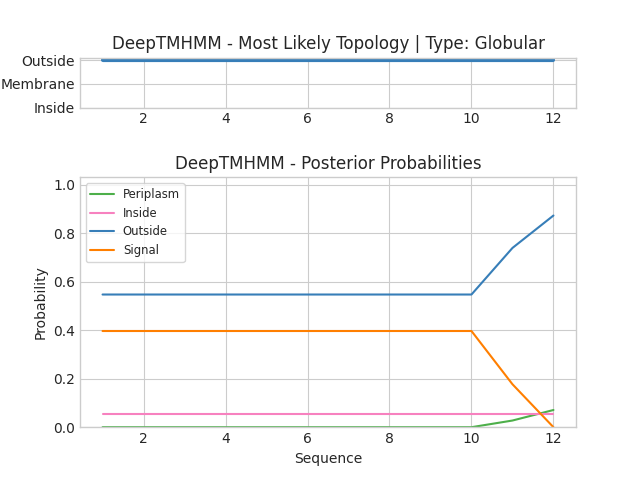 DeepTMHMM - Most Likely Topology | Type: Globular
Outside
Membrane
Inside
2 4 6 8 10 12
DeepTMHMM - Posterior Probabilities
1.0
0.8
0.6
0.4
0.2
0.0
Probability
Periplasm
Inside
Outside
Signal
2 4 6 8 10 12
Sequence